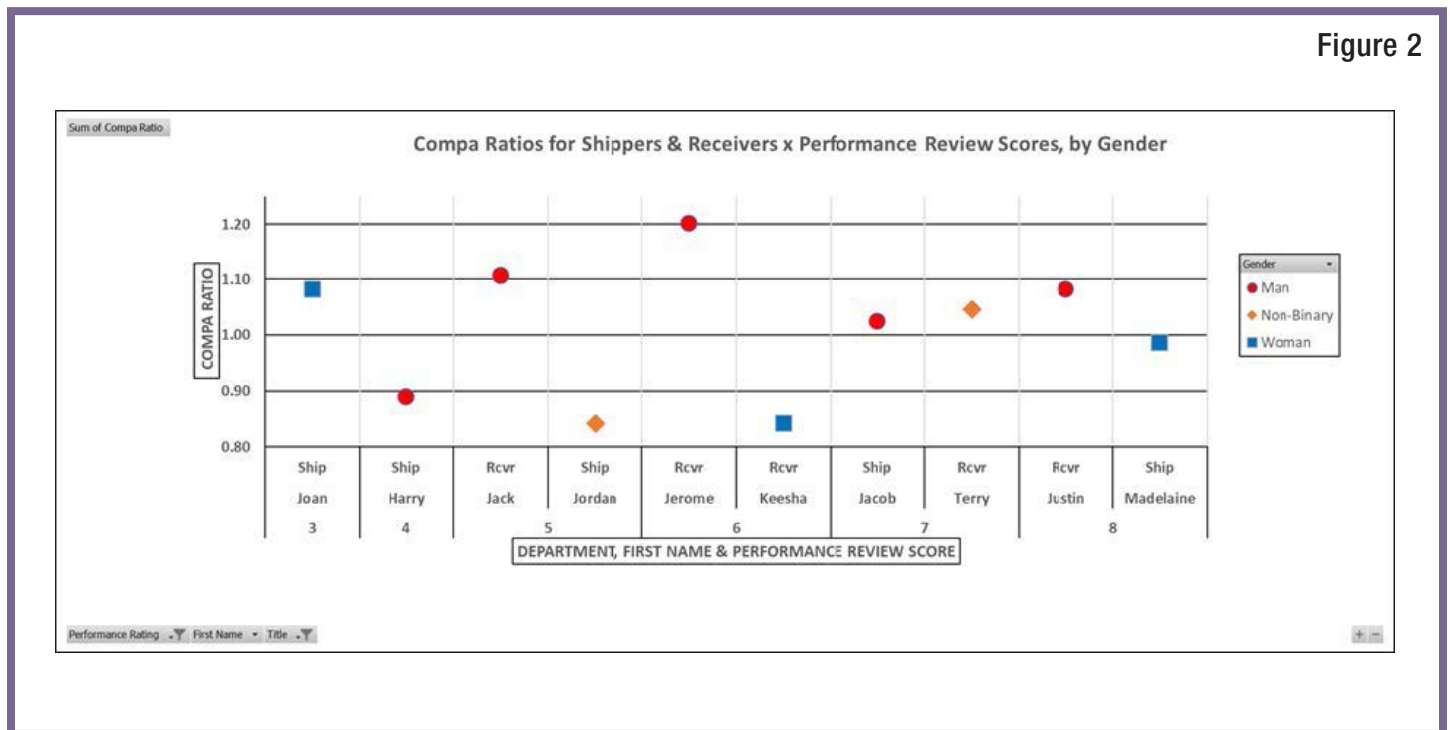 Figure 2
Sum of Compa Ratio
Compa Ratios for Shippers & Receivers x Performance Review Scores, by Gender
COMPA RATIO
1.20
1.10
1.00
0.90
0.80
Gender
Man
Non-Binary
Woman
Ship Ship Rcvr Ship Rcvr Rcvr Ship Rcvr Rcvr Ship
Joan Harry Jack Jordan Jerome Keesha Jacob Terry Justin Madelaine
3 4 5 6 7 8
DEPARTMENT, FIRST NAME & PERFORMANCE REVIEW SCORE
Performance Rating First Name Title
+ −